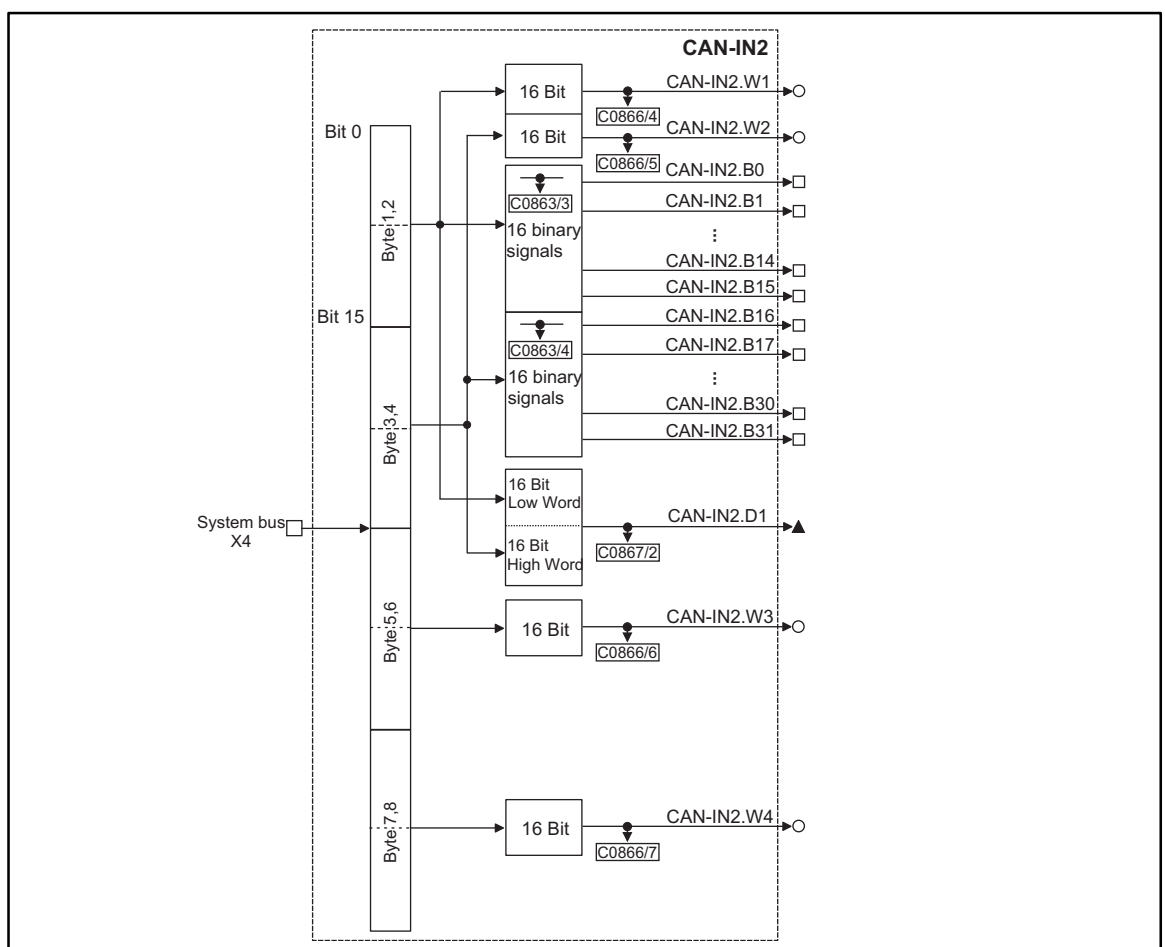 CAN-IN2
16 Bit
CAN-IN2.W1
C0866/4
Bit 0
16 Bit
CAN-IN2.W2
C0866/5
CAN-IN2.B0
C0863/3
CAN-IN2.B1
Byte 1,2
16 binary
signals
⋮
CAN-IN2.B14
CAN-IN2.B15
Bit 15
CAN-IN2.B16
C0863/4
CAN-IN2.B17
16 binary
signals
⋮
Byte 3,4
CAN-IN2.B30
CAN-IN2.B31
16 Bit
Low Word
System bus
X4
CAN-IN2.D1
C0867/2
16 Bit
High Word
Byte 5,6
16 Bit
CAN-IN2.W3
C0866/6
Byte 7,8
16 Bit
CAN-IN2.W4
C0866/7